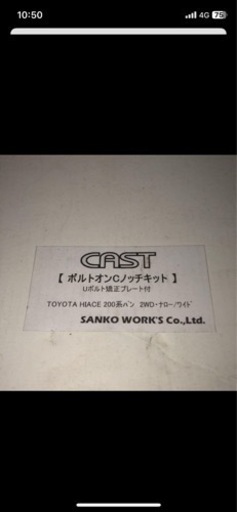 10:50
4G 75
CAST
【 ボルトオンCノッチキット 】
Uボルト矯正プレート付
TOYOTA HIACE 200系バン 2WD・ナロー/ワイド
SANKO WORK'S Co.,Ltd.